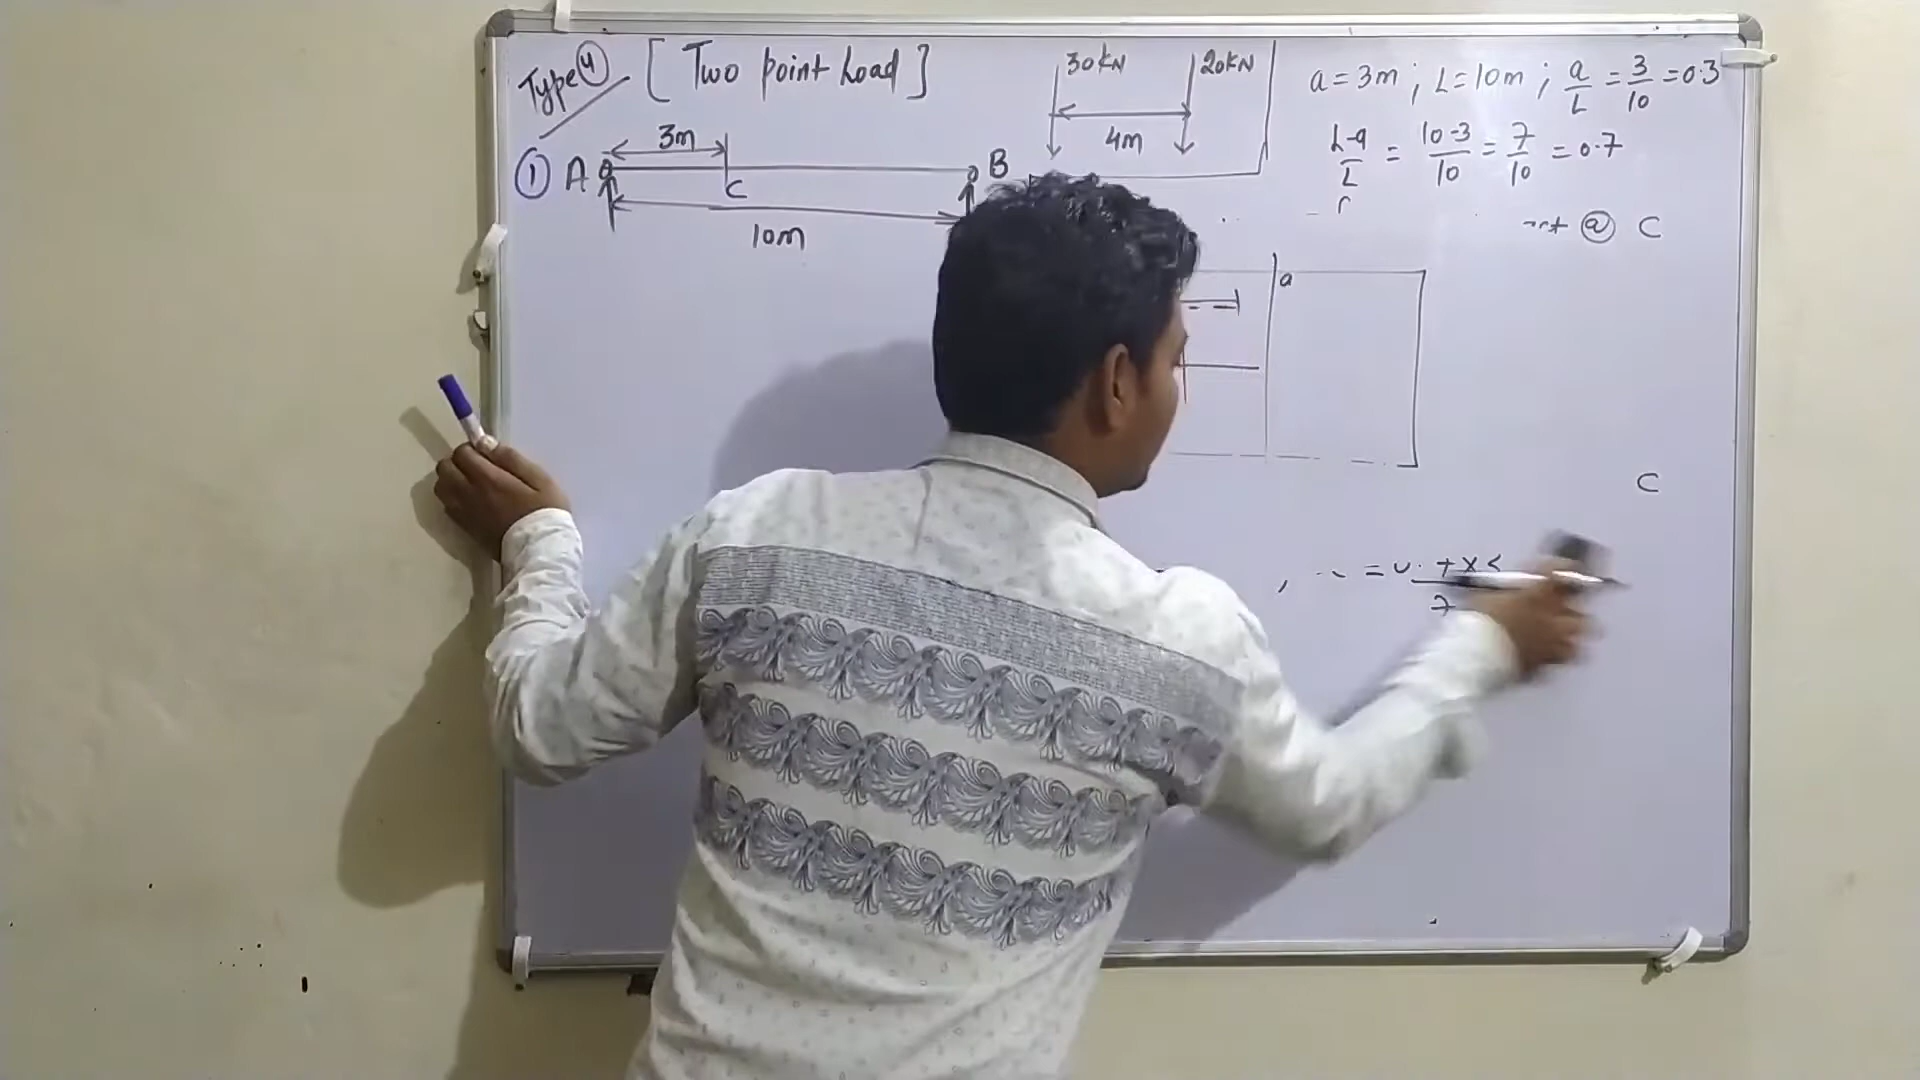 Type 4 [ Two point Load ]
30kN 20kN
4m
① A 3m C B
10m
a = 3m ; L = 10m ; a/L = 3/10 = 0.3
L-a/L = 10-3/10 = 7/10 = 0.7
@ C
a
C
7